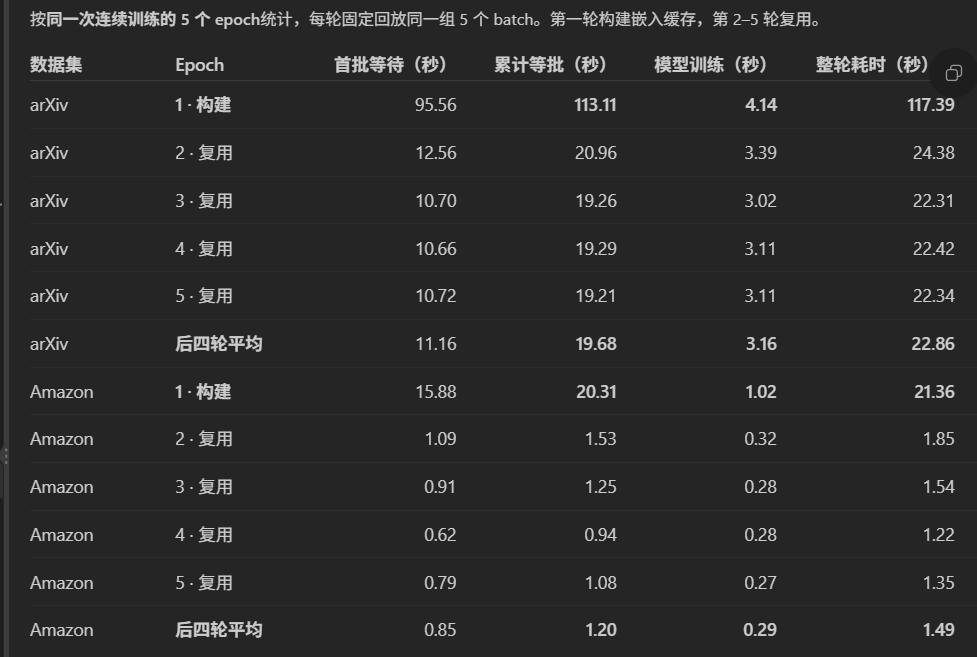 按同一次连续训练的 5 个 epoch统计，每轮固定回放同一组 5 个 batch。第一轮构建嵌入缓存，第 2–5 轮复用。
数据集 Epoch 首批等待（秒） 累计等批（秒） 模型训练（秒） 整轮耗时（秒）
arXiv 1 · 构建 95.56 113.11 4.14 117.39
arXiv 2 · 复用 12.56 20.96 3.39 24.38
arXiv 3 · 复用 10.70 19.26 3.02 22.31
arXiv 4 · 复用 10.66 19.29 3.11 22.42
arXiv 5 · 复用 10.72 19.21 3.11 22.34
arXiv 后四轮平均 11.16 19.68 3.16 22.86
Amazon 1 · 构建 15.88 20.31 1.02 21.36
Amazon 2 · 复用 1.09 1.53 0.32 1.85
Amazon 3 · 复用 0.91 1.25 0.28 1.54
Amazon 4 · 复用 0.62 0.94 0.28 1.22
Amazon 5 · 复用 0.79 1.08 0.27 1.35
Amazon 后四轮平均 0.85 1.20 0.29 1.49